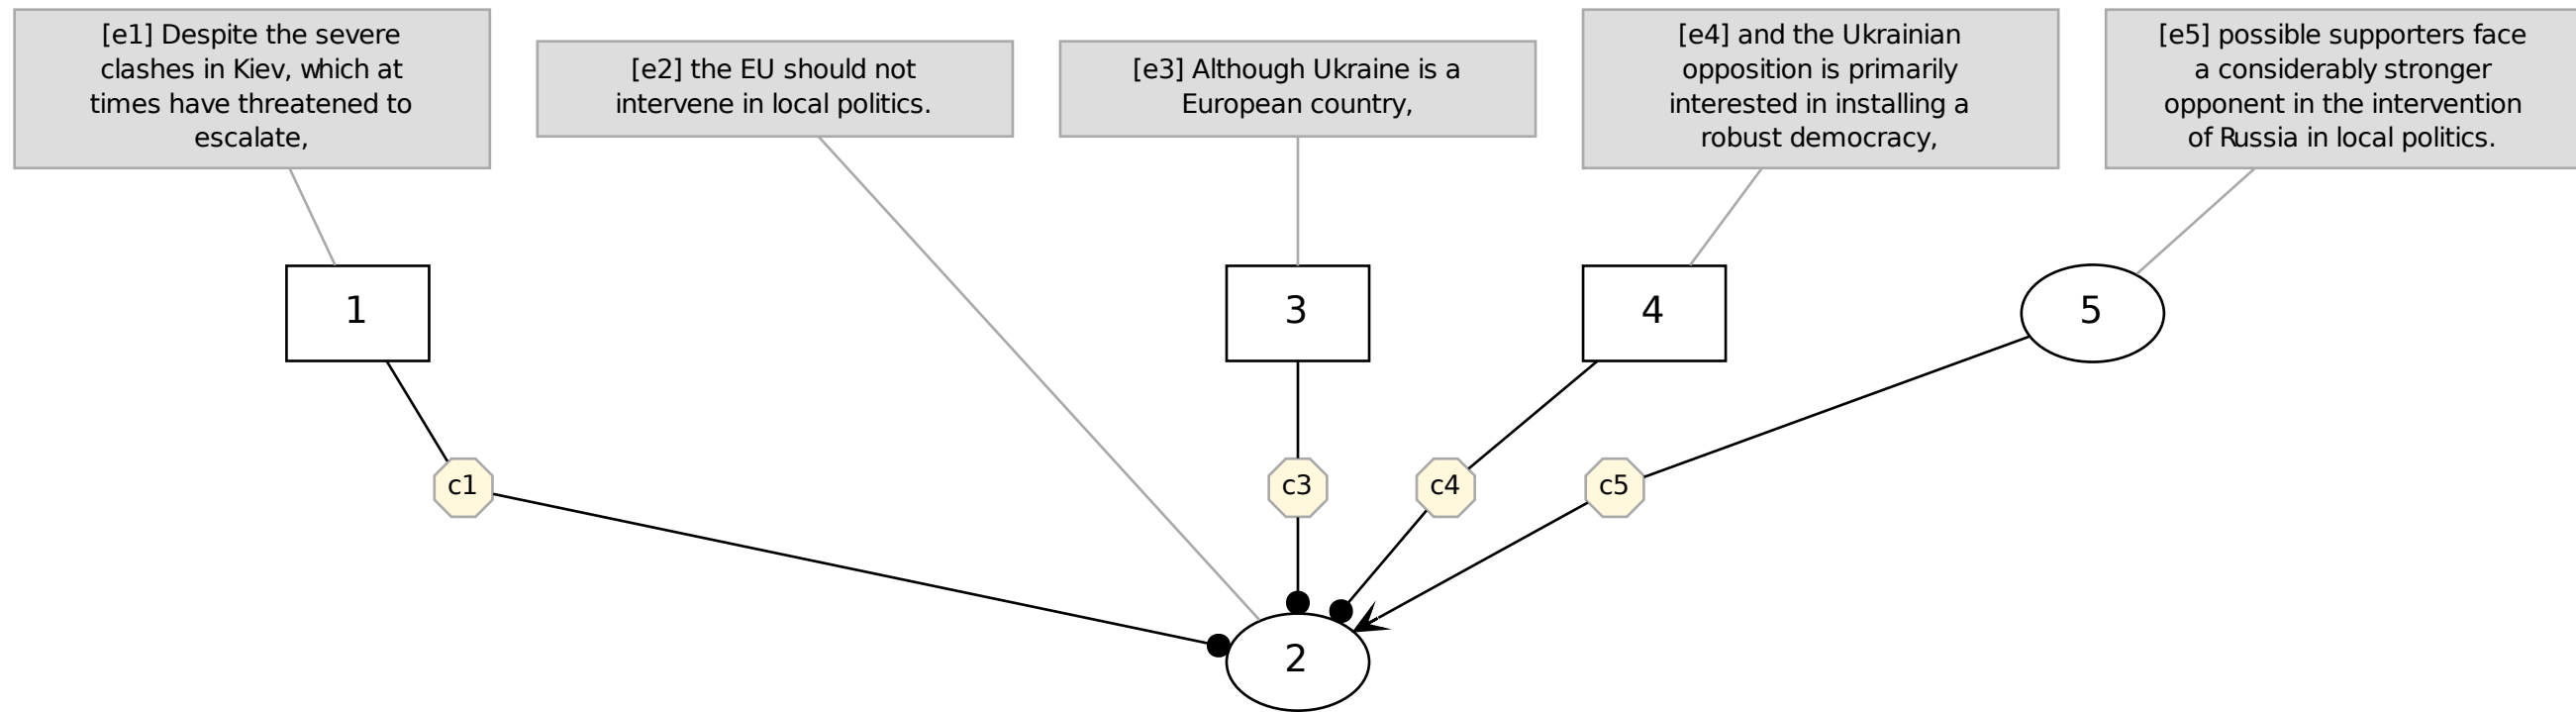 [e1] Despite the severe
clashes in Kiev, which at
times have threatened to
escalate,
[e2] the EU should not
intervene in local politics.
[e3] Although Ukraine is a
European country,
[e4] and the Ukrainian
opposition is primarily
interested in installing a
robust democracy,
[e5] possible supporters face
a considerably stronger
opponent in the intervention
of Russia in local politics.
1
3
4
5
c1
c3
c4
c5
2